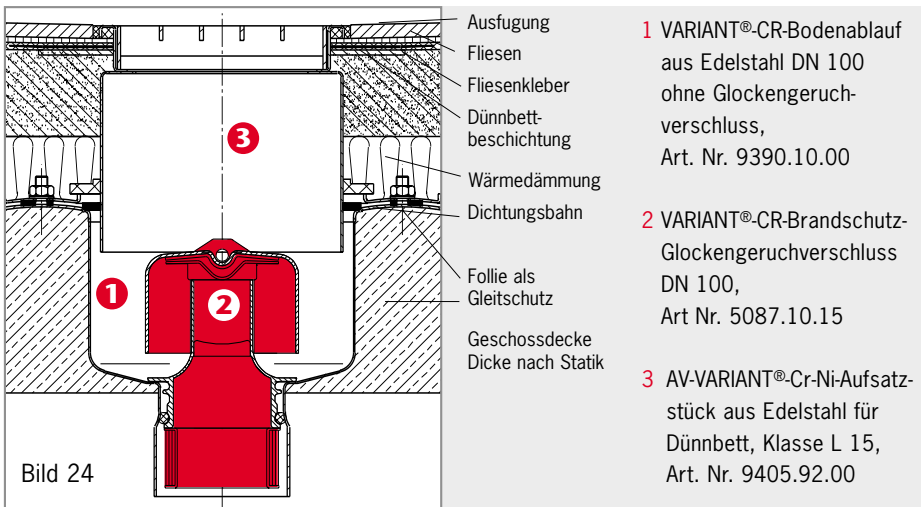 3
1
2
Bild 24
Ausfugung
Fliesen
Fliesenkleber
Dünnbett-
beschichtung
Wärmedämmung
Dichtungsbahn
Follie als
Gleitschutz
Geschossdecke
Dicke nach Statik
1 VARIANT®-CR-Bodenablauf
aus Edelstahl DN 100
ohne Glockengeruch-
verschluss,
Art. Nr. 9390.10.00
2 VARIANT®-CR-Brandschutz-
Glockengeruchverschluss
DN 100,
Art Nr. 5087.10.15
3 AV-VARIANT®-Cr-Ni-Aufsatz-
stück aus Edelstahl für
Dünnbett, Klasse L 15,
Art. Nr. 9405.92.00